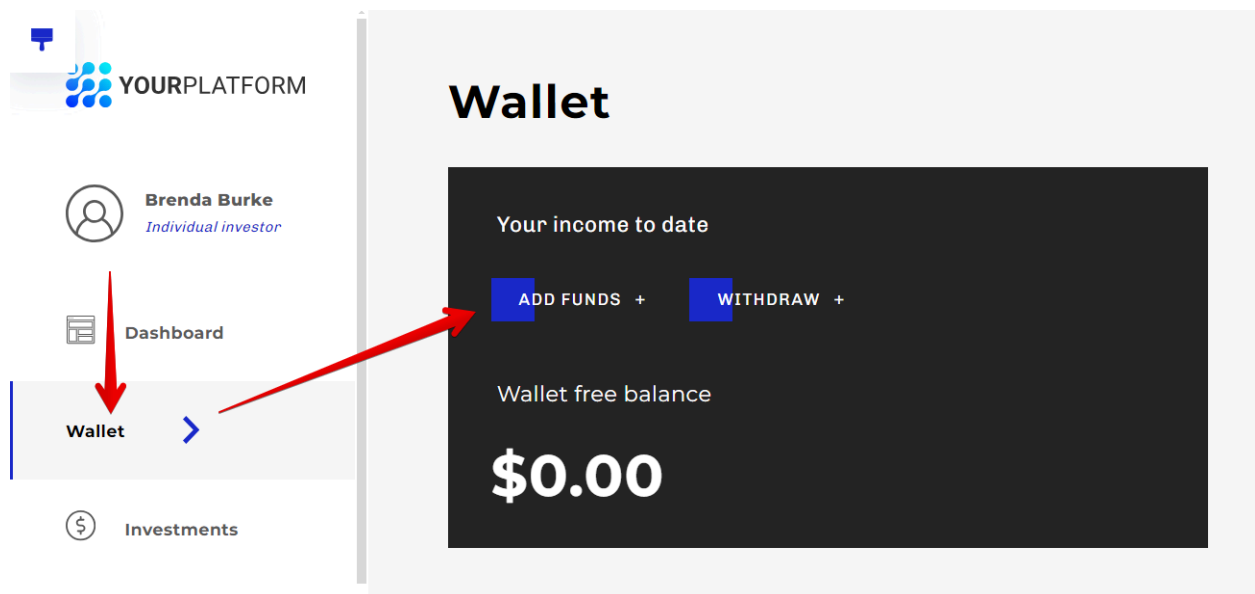 YOURPLATFORM
Brenda Burke
Individual investor
Dashboard
Wallet
Investments
Wallet
Your income to date
ADD FUNDS + WITHDRAW +
Wallet free balance
$0.00